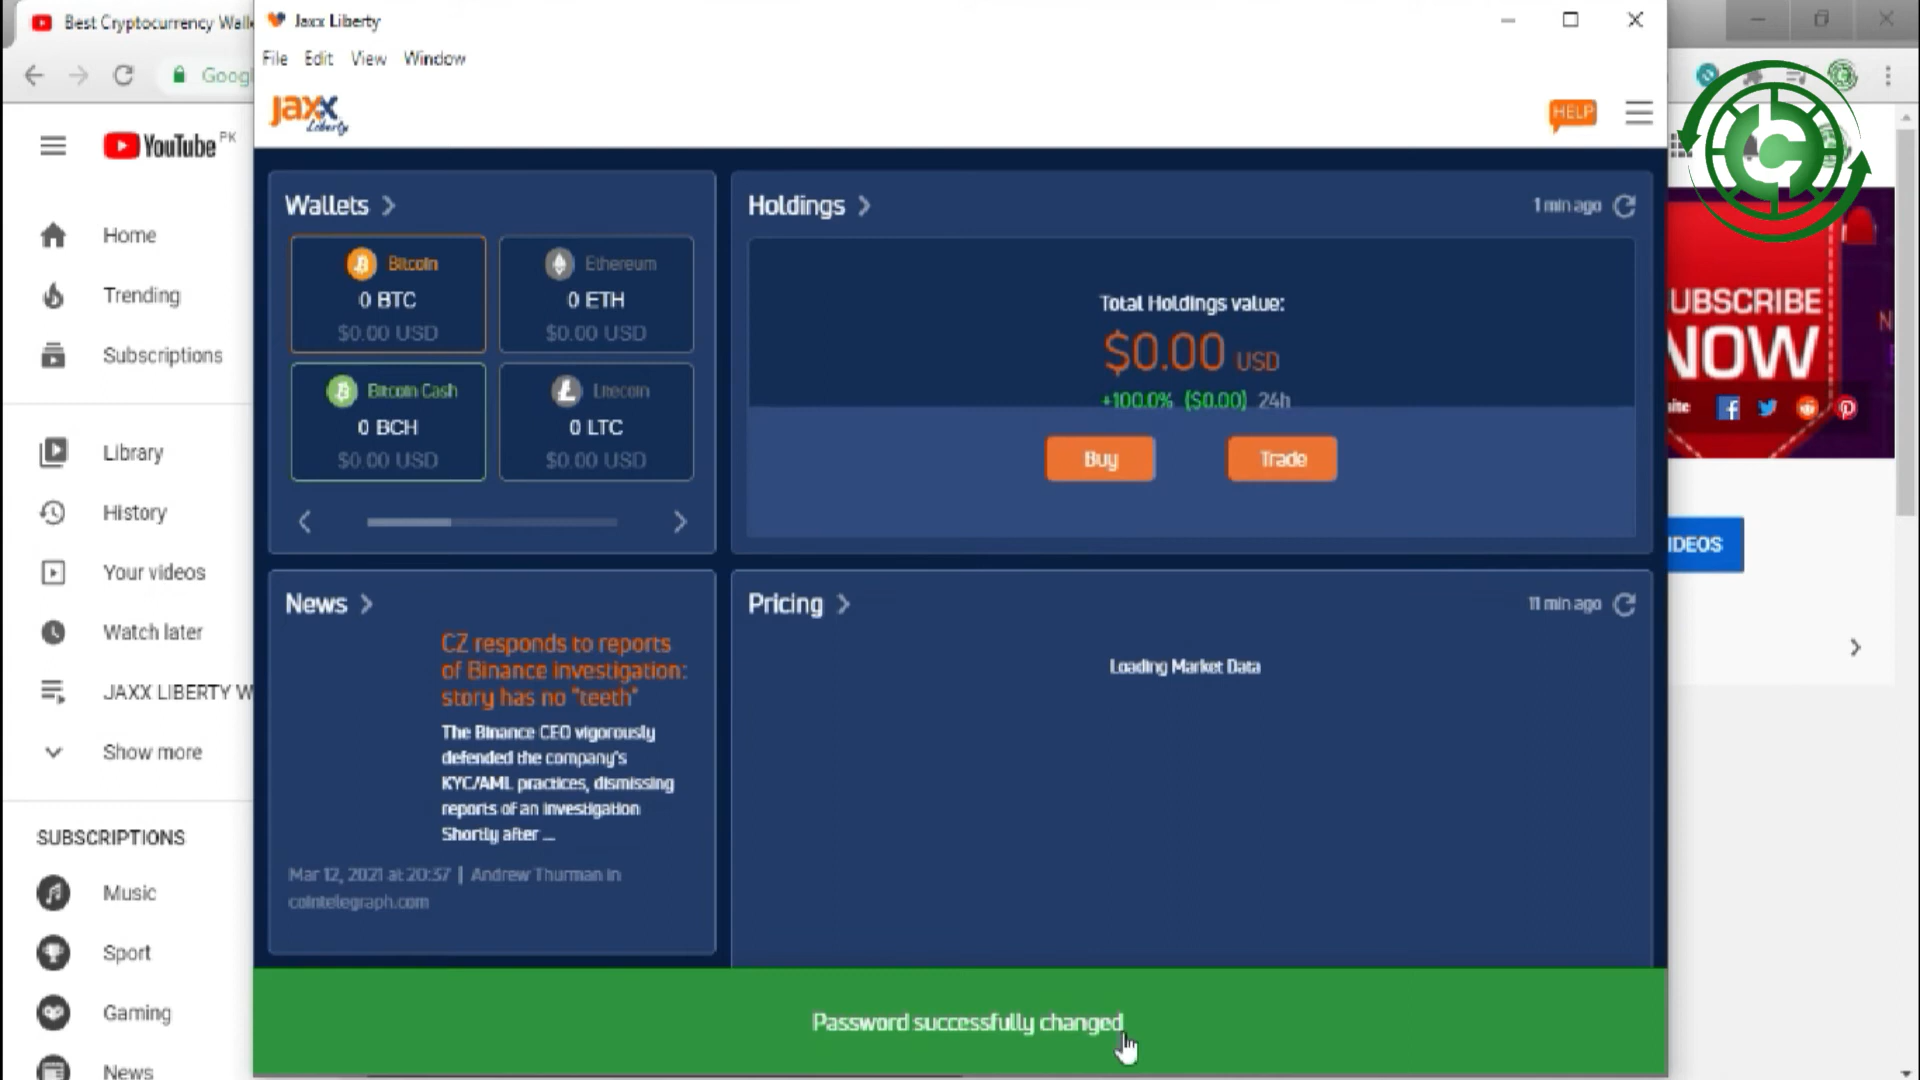 Best Cryptocurrency Wall
Jaxx Liberty
File Edit View Window
Goog
jaxx
Liberty
HELP
YouTube PK
Home
Trending
Subscriptions
Library
History
Your videos
Watch later
JAXX LIBERTY W
Show more
SUBSCRIPTIONS
Music
Sport
Gaming
News
Wallets
Bitcoin
0 BTC
$0.00 USD
Ethereum
0 ETH
$0.00 USD
Bitcoin Cash
0 BCH
$0.00 USD
Litecoin
0 LTC
$0.00 USD
Holdings
1 min ago
Total Holdings value:
$0.00 USD
+100.0% ($0.00) 24h
Buy
Trade
News
CZ responds to reports
of Binance investigation:
story has no "teeth"
The Binance CEO vigorously
defended the company's
KYC/AML practices, dismissing
reports of an investigation
Shortly after ...
Mar 12, 2021 at 20:37 | Andrew Thurman in
cointelegraph.com
Pricing
11 min ago
Loading Market Data
Password successfully changed
UBSCRIBE
NOW
IDEOS